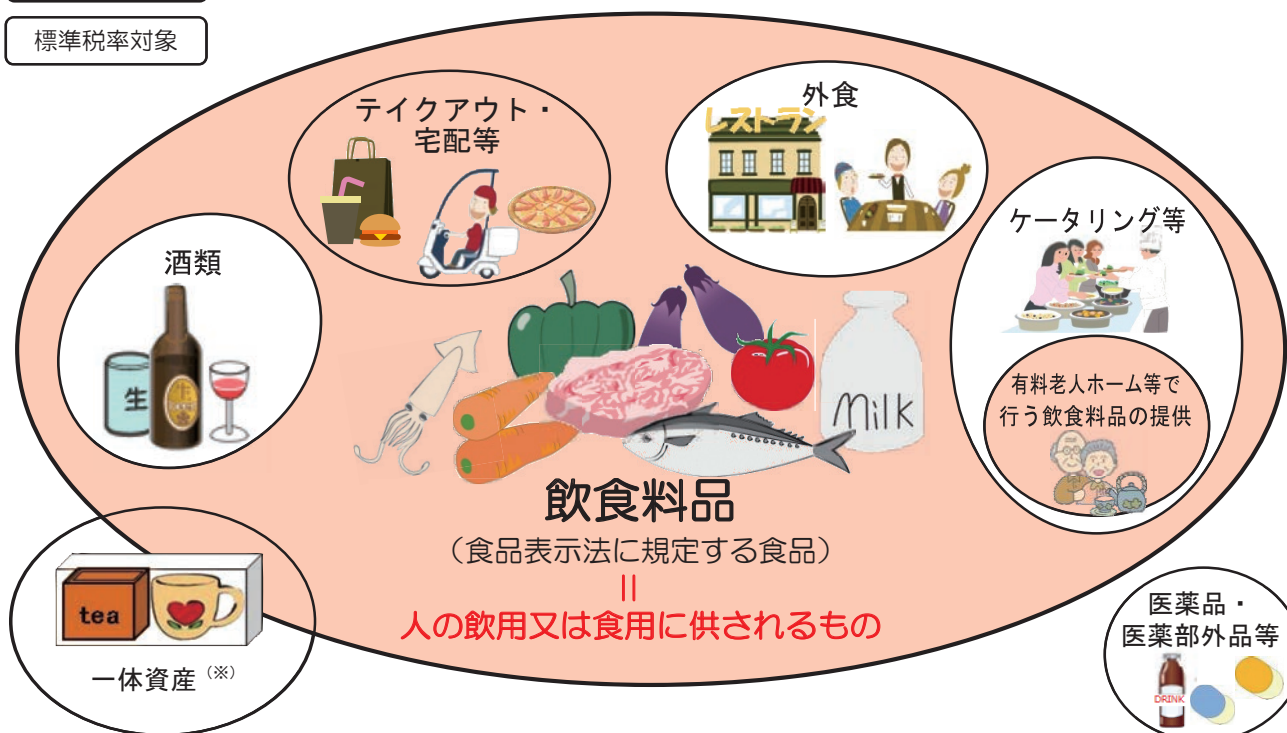 標準税率対象
テイクアウト・
宅配等
外食
レストラン
ケータリング等
酒類
生
Milk
有料老人ホーム等で
行う飲食料品の提供
飲食料品
（食品表示法に規定する食品）
＝
人の飲用又は食用に供されるもの
tea
一体資産（※）
医薬品・
医薬部外品等
DRINK